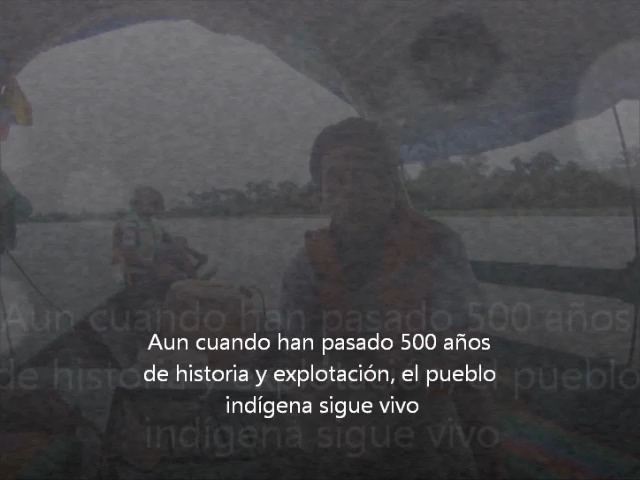 Aun cuando han pasado 500 años
de historia y explotación, el pueblo
indígena sigue vivo